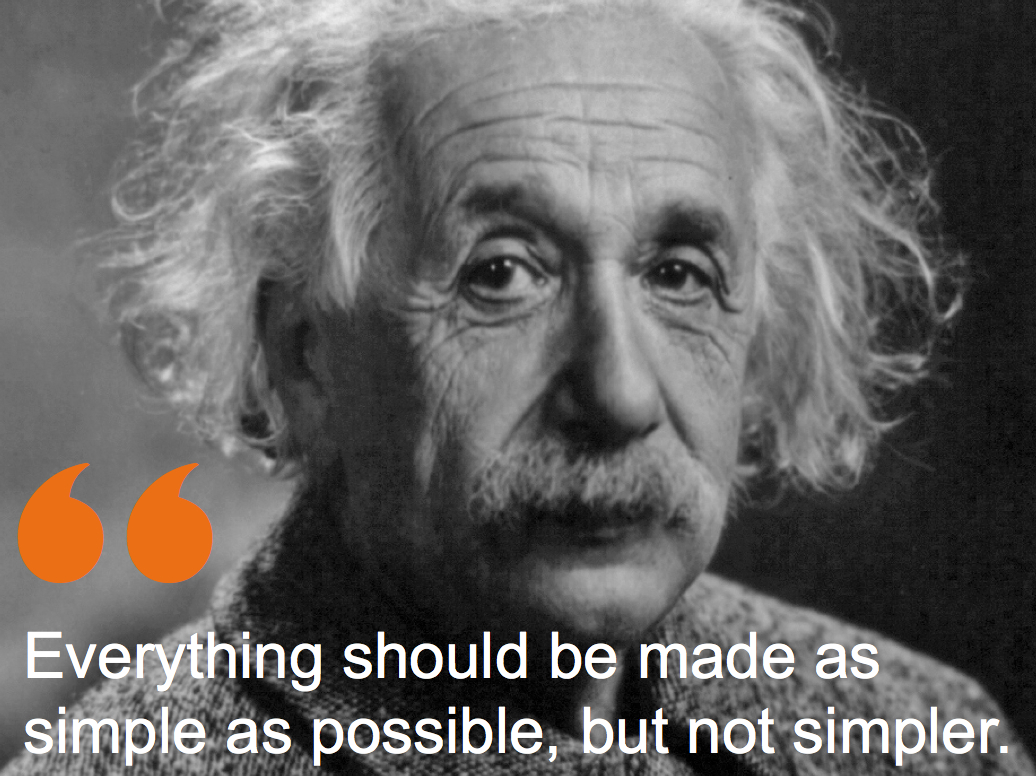 Everything should be made as
simple as possible, but not simpler.